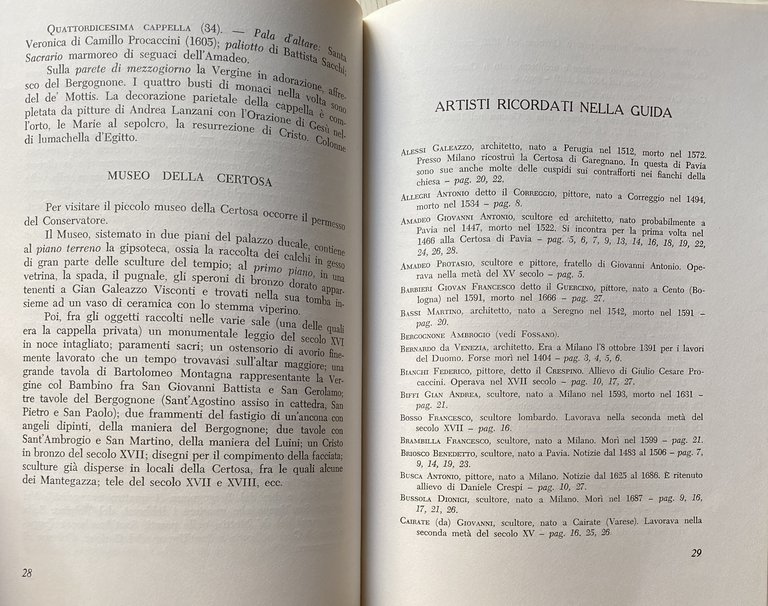 QUATTORDICESIMA CAPPELLA (34). — Pala d'altare: Santa
Veronica di Camillo Procaccini (1605); paliotto di Battista Sacchi;
Sacrario marmoreo di seguaci dell'Amadeo.
Sulla parete di mezzogiorno la Vergine in adorazione, affre-
sco del Bergognone. I quattro busti di monaci nella volta sono
del de' Mottis. La decorazione parietale della cappella è com-
pletata da pitture di Andrea Lanzani con l'Orazione di Gesù nel-
l'orto, le Marie al sepolcro, la resurrezione di Cristo. Colonne
di lumachella d'Egitto.
MUSEO DELLA CERTOSA
Per visitare il piccolo museo della Certosa occorre il permesso
del Conservatore.
Il Museo, sistemato in due piani del palazzo ducale, contiene
al piano terreno la gipsoteca, ossia la raccolta dei calchi in gesso
di gran parte delle sculture del tempio; al primo piano, in una
vetrina, la spada, il pugnale, gli speroni di bronzo dorato appar-
tenenti a Gian Galeazzo Visconti e trovati nella sua tomba in-
sieme ad un vaso di ceramica con lo stemma viperino.
Poi, fra gli oggetti raccolti nelle varie sale (una delle quali
era la cappella privata) un monumentale leggio del secolo XVI
in noce intagliato; paramenti sacri; un ostensorio di avorio fine-
mente lavorato che un tempo trovavasi sull'altar maggiore; una
grande tavola di Bartolomeo Montagna rappresentante la Ver-
gine col Bambino fra San Giovanni Battista e San Gerolamo;
tre tavole del Bergognone (Sant'Agostino assiso in cattedra, San
Pietro e San Paolo); due frammenti del fastigio di un'ancona con
angeli dipinti, della maniera del Bergognone; due tavole con
Sant'Ambrogio e San Martino, della maniera del Luini; un Cristo
in bronzo del secolo XVII; disegni per il compimento della facciata;
sculture già disperse in locali della Certosa, fra le quali alcune
dei Mantegazza; tele del secolo XVII e XVIII, ecc.
28
ARTISTI RICORDATI NELLA GUIDA
ALESSI GALEAZZO, architetto, nato a Perugia nel 1512, morto nel 1572.
Presso Milano ricostruì la Certosa di Garegnano. In questa di Pavia
sono sue anche molte delle cuspidi sui contrafforti nei fianchi della
chiesa – pag. 20, 22.
ALLEGRI ANTONIO detto il CORREGGIO, pittore, nato a Correggio nel 1494,
morto nel 1534 – pag. 8.
AMADEO GIOVANNI ANTONIO, scultore ed architetto, nato probabilmente a
Pavia nel 1447, morto nel 1522. Si incontra per la prima volta nel
1466 alla Certosa di Pavia – pag. 5, 6, 7, 9, 13, 14, 16, 18, 19, 22,
24, 26, 28.
AMADEO PROTASIO, scultore e pittore, fratello di Giovanni Antonio. Ope-
rava nella metà del XV secolo – pag. 5.
BARBIERI GIOVAN FRANCESCO detto il GUERCINO, pittore, nato a Cento (Bo-
logna) nel 1591, morto nel 1666 – pag. 27.
BASSI MARTINO, architetto, nato a Seregno nel 1542, morto nel 1591 –
pag. 20.
BERGOGNONE AMBROGIO (vedi FOSSANO).
BERNARDO da VENEZIA, architetto. Era a Milano l'8 ottobre 1391 per i lavori
del Duomo. Forse morì nel 1404 – pag. 3, 4, 5, 6.
BIANCHI FEDERICO, pittore, detto il CRESPINO. Allievo di Giulio Cesare Pro-
caccini. Operava nel XVII secolo – pag. 10, 17, 27.
BIFFI GIAN ANDREA, scultore, nato a Milano nel 1593, morto nel 1631 –
pag. 21.
BOSSO FRANCESCO, scultore lombardo. Lavorava nella seconda metà del
secolo XVII – pag. 16.
BRAMBILLA FRANCESCO, scultore, nato a Milano. Morì nel 1599 – pag. 21.
BRIOSCO BENEDETTO, scultore, nato a Pavia. Notizie dal 1483 al 1506 – pag. 7,
9, 14, 19, 23.
BUSCA ANTONIO, pittore, nato a Milano. Notizie dal 1625 al 1686. È ritenuto
allievo di Daniele Crespi – pag. 10, 27.
BUSSOLA DIONIGI, scultore, nato a Milano. Morì nel 1687 – pag. 9, 16,
17, 21, 26.
CAIRATE (da) GIOVANNI, scultore, nato a Cairate (Varese). Lavorava nella
seconda metà del secolo XV – pag. 16, 25, 26
29